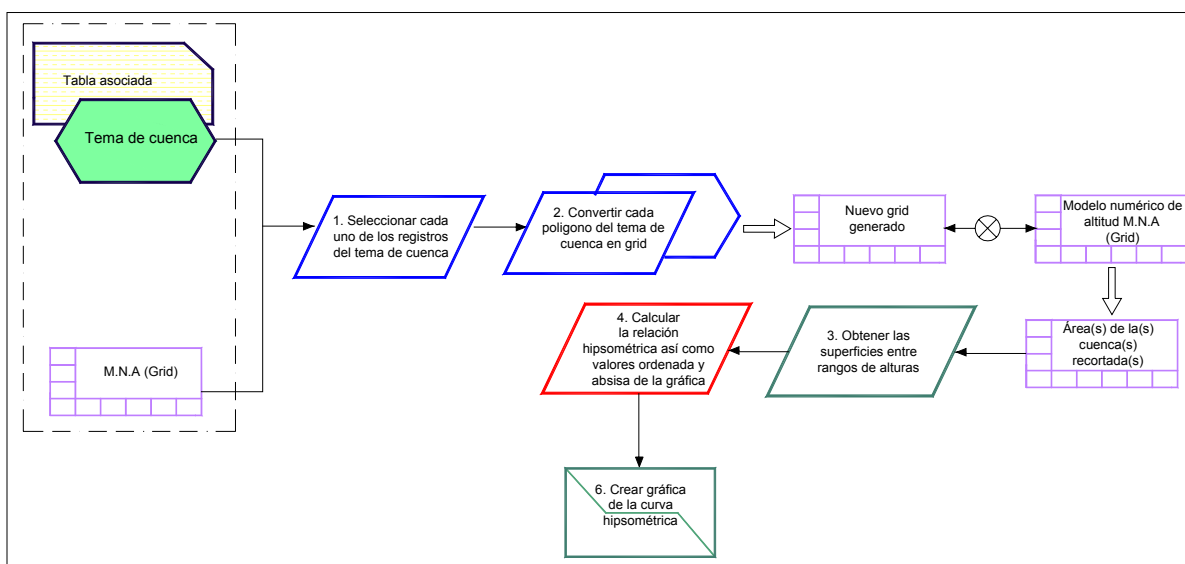 Tabla asociada
Tema de cuenca
M.N.A (Grid)
1. Seleccionar cada
uno de los registros
del tema de cuenca
2. Convertir cada
poligono del tema de
cuenca en grid
Nuevo grid
generado
Modelo numérico de
altitud M.N.A
(Grid)
Área(s) de la(s)
cuenca(s)
recortada(s)
3. Obtener las
superficies entre
rangos de alturas
4. Calcular
la relación
hipsométrica así como
valores ordenada y
absisa de la gráfica
6. Crear gráfica
de la curva
hipsométrica